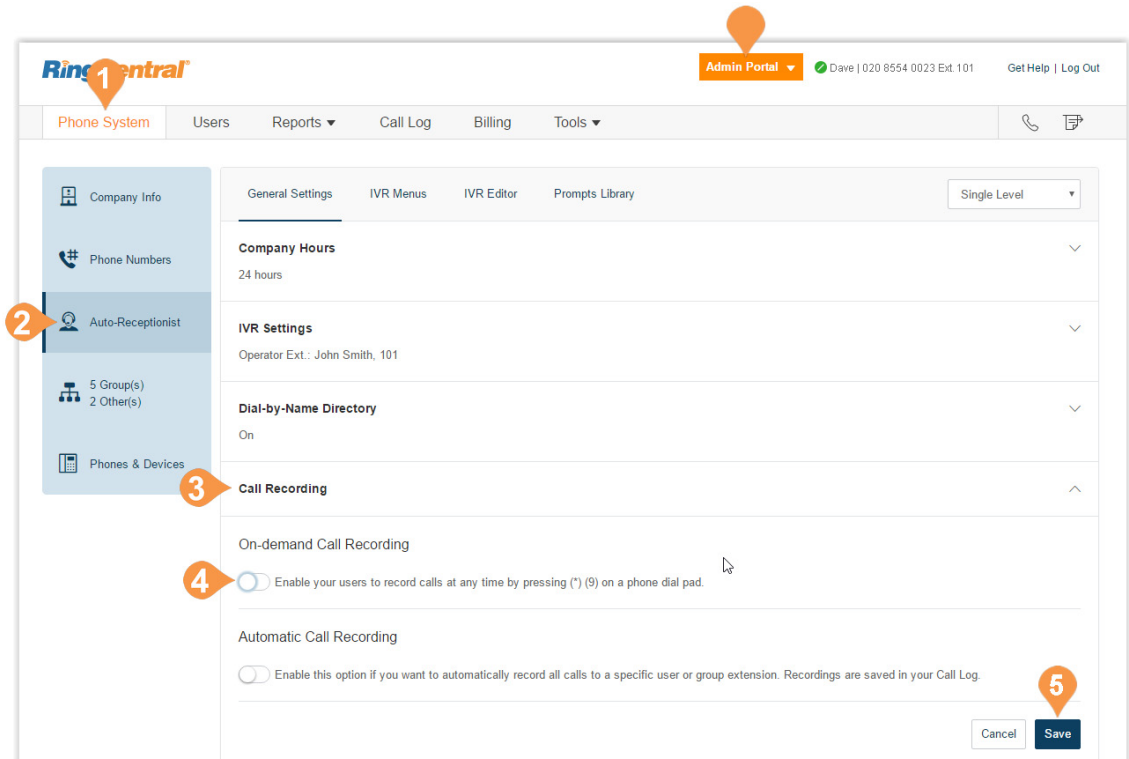 RingCentral®
Admin Portal
Dave | 020 8554 0023 Ext. 101
Get Help | Log Out
1
Phone System
Users
Reports
Call Log
Billing
Tools
Company Info
Phone Numbers
2
Auto-Receptionist
5 Group(s)
2 Other(s)
Phones & Devices
General Settings
IVR Menus
IVR Editor
Prompts Library
Single Level
Company Hours
24 hours
IVR Settings
Operator Ext.: John Smith, 101
Dial-by-Name Directory
On
3
Call Recording
On-demand Call Recording
4
Enable your users to record calls at any time by pressing (*) (9) on a phone dial pad.
Automatic Call Recording
Enable this option if you want to automatically record all calls to a specific user or group extension. Recordings are saved in your Call Log.
5
Cancel
Save